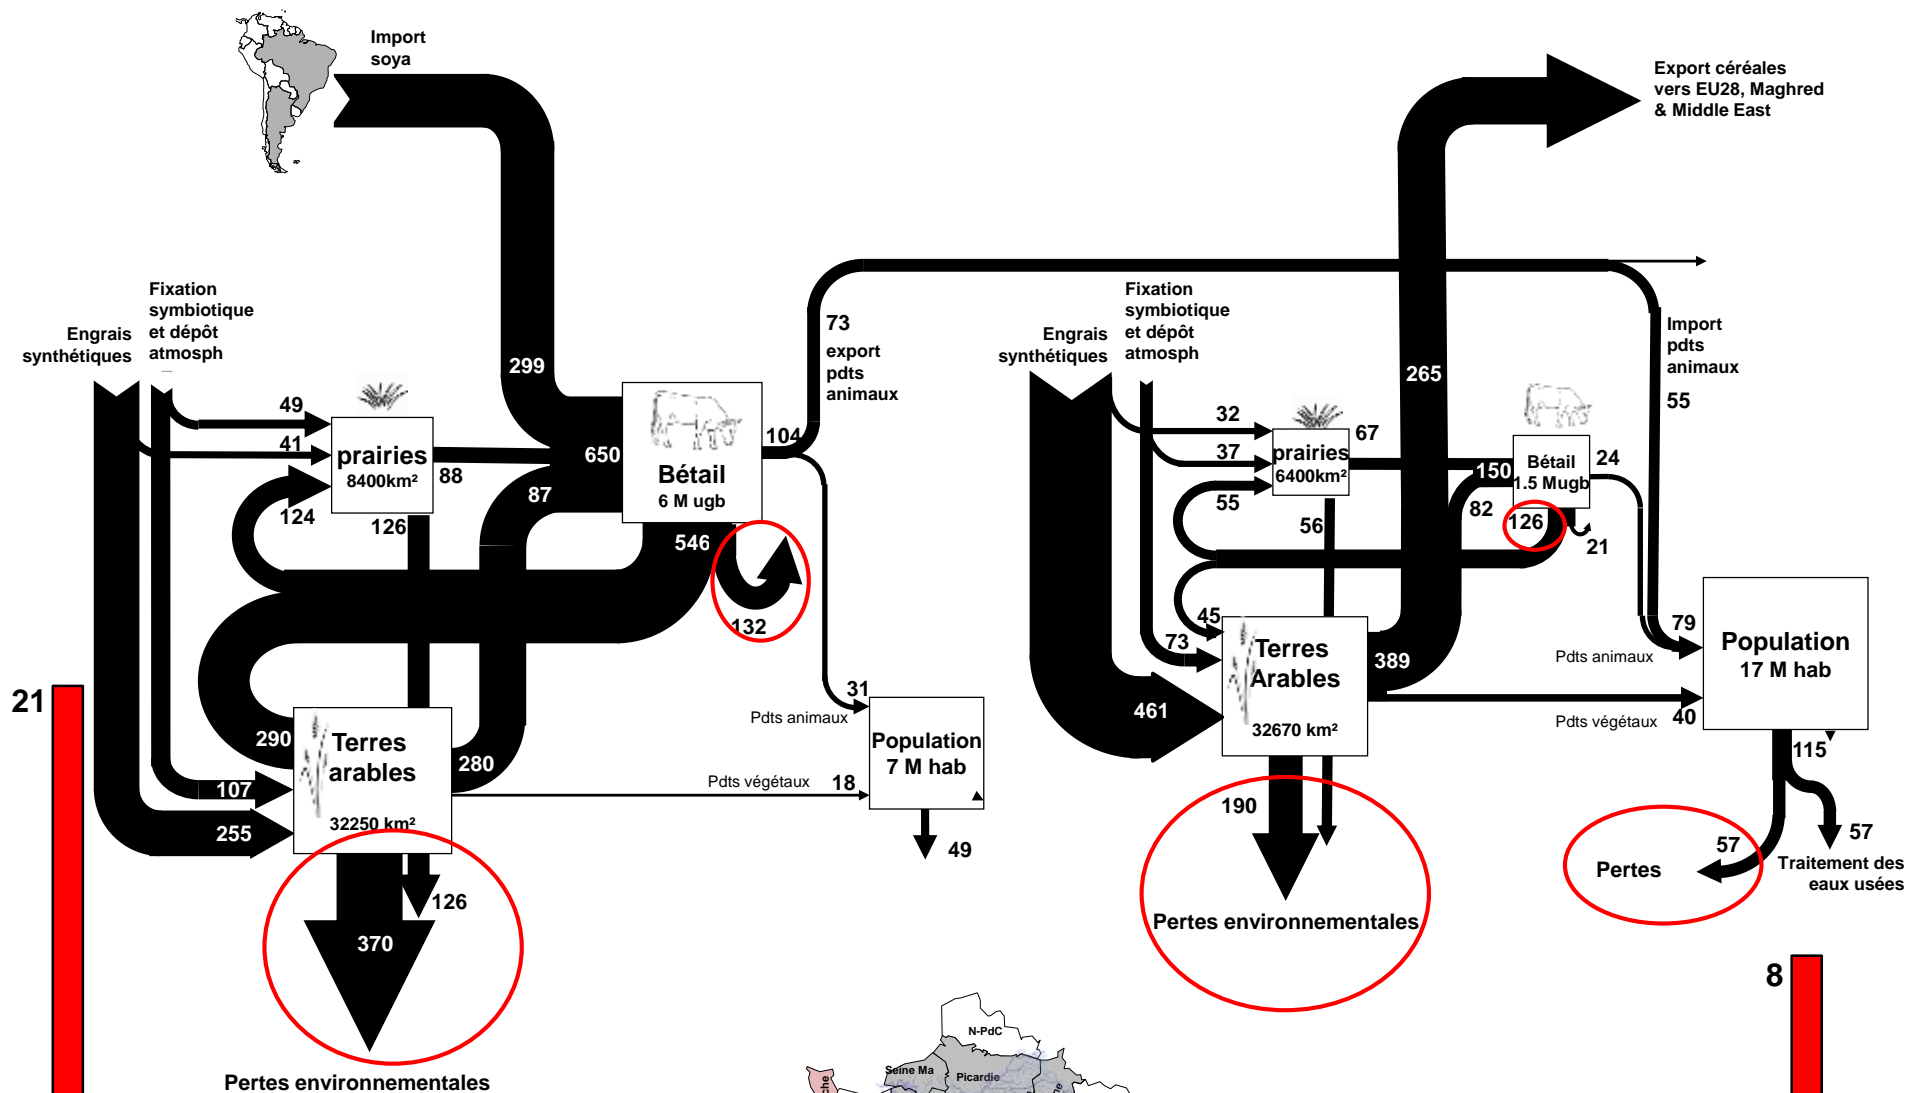 Import
soya
Export céréales
vers EU28, Maghred
& Middle East
Fixation
symbiotique
et dépôt
atmosph
Engrais
synthétiques
299
49
41
prairies
8400km²
88
124
126
87
650
Bétail
6 M ugb
104
73
export
pdts
animaux
546
132
31
Pdts animaux
Population
7 M hab
Pdts végétaux
18
49
290
Terres
arables
32250 km²
280
107
255
126
370
Pertes environnementales
21
Fixation
symbiotique
et dépôt
atmosph
Engrais
synthétiques
265
Import
pdts
animaux
55
32
37
prairies
6400km²
67
55
56
150
82
Bétail
1.5 Mugb
24
126
21
45
73
Terres
Arables
32670 km²
389
461
190
Pertes environnementales
79
Pdts animaux
Population
17 M hab
Pdts végétaux
40
115
57
Pertes
57
Traitement des
eaux usées
8
N-PdC
Seine Ma
Picardie